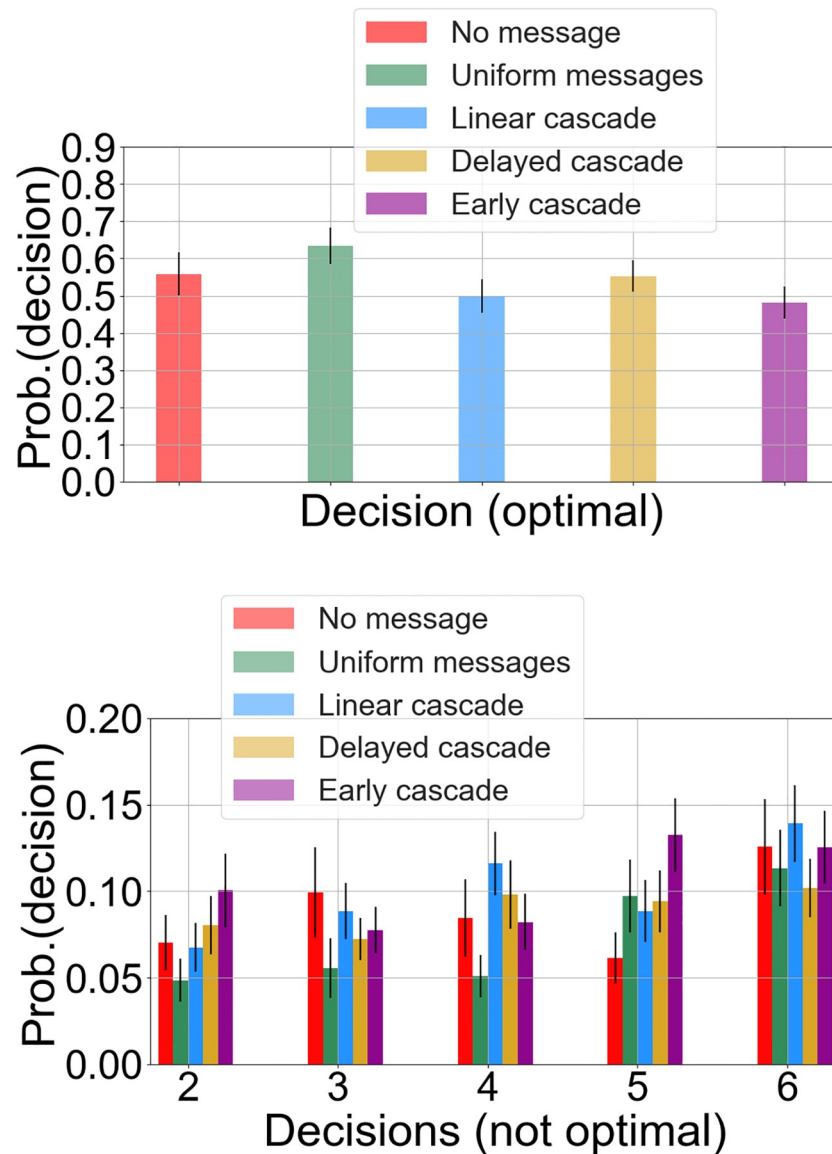 No message
Uniform messages
Linear cascade
Delayed cascade
Early cascade
Prob.(decision)
0.9
0.8
0.7
0.6
0.5
0.4
0.3
0.2
0.1
0.0
Decision (optimal)
No message
Uniform messages
Linear cascade
Delayed cascade
Early cascade
Prob.(decision)
0.20
0.15
0.10
0.05
0.00
2 3 4 5 6
Decisions (not optimal)